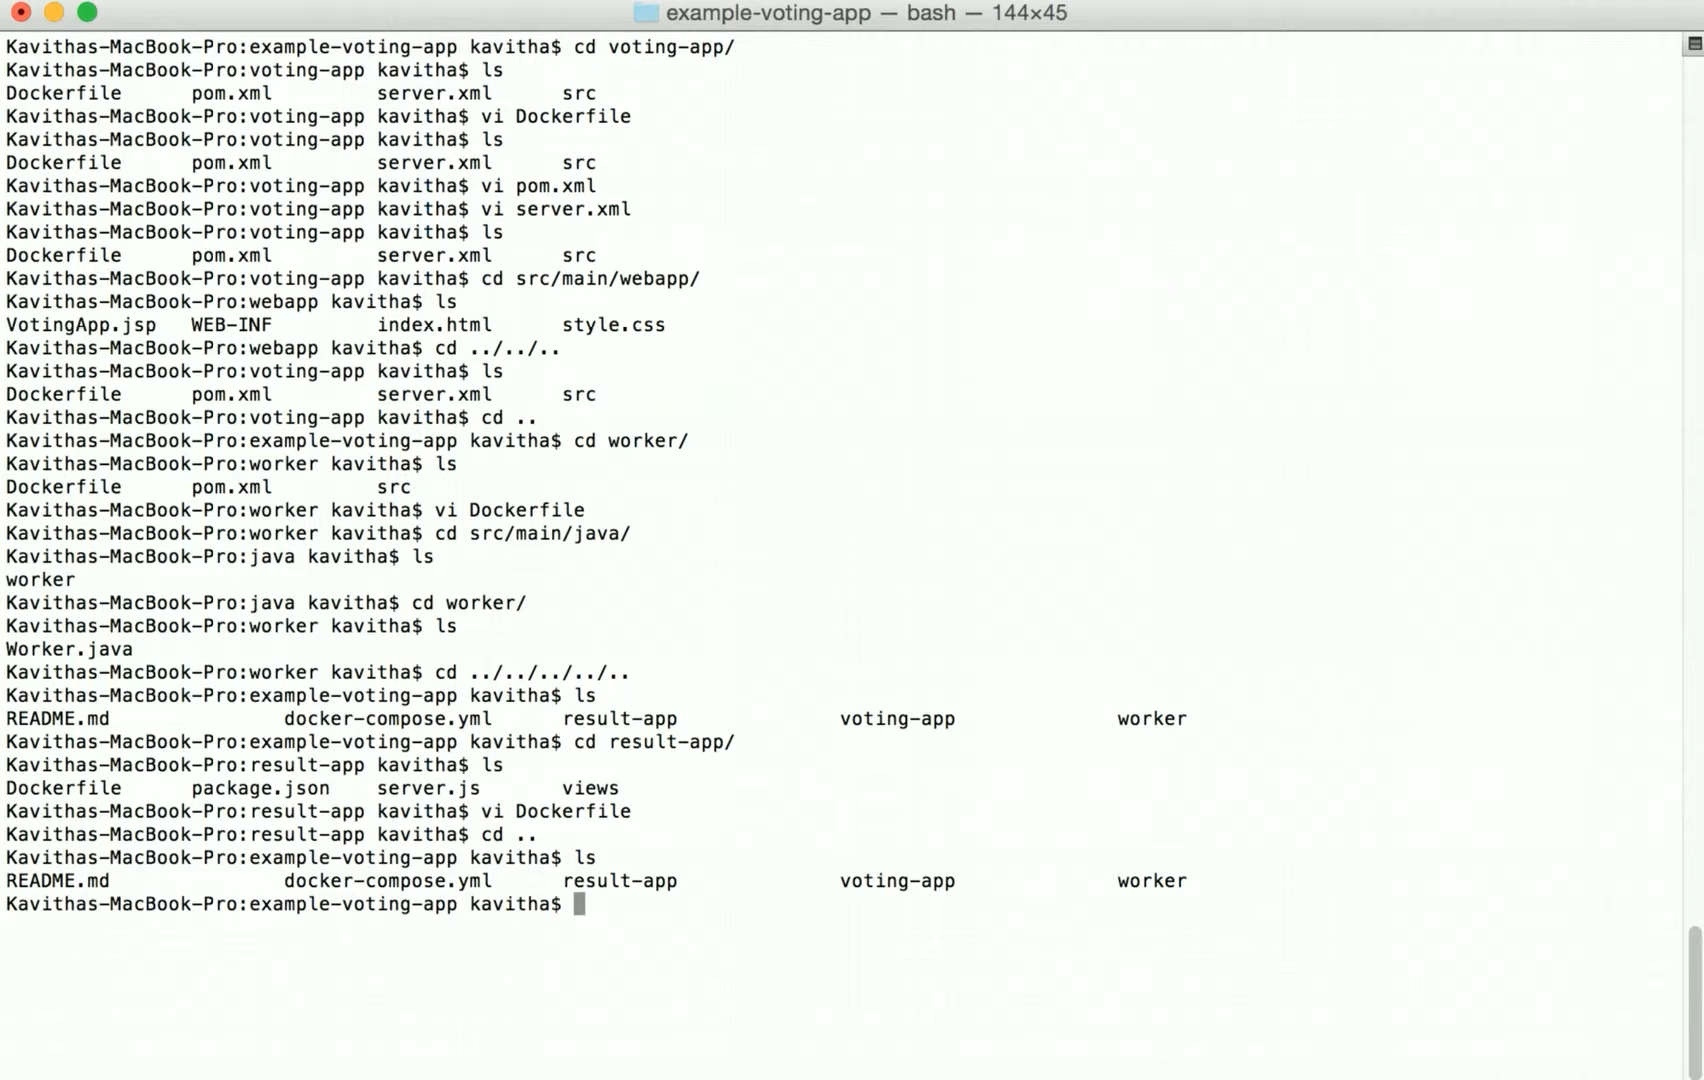 example-voting-app — bash — 144×45
Kavithas-MacBook-Pro:example-voting-app kavitha$ cd voting-app/
Kavithas-MacBook-Pro:voting-app kavitha$ ls
Dockerfile pom.xml server.xml src
Kavithas-MacBook-Pro:voting-app kavitha$ vi Dockerfile
Kavithas-MacBook-Pro:voting-app kavitha$ ls
Dockerfile pom.xml server.xml src
Kavithas-MacBook-Pro:voting-app kavitha$ vi pom.xml
Kavithas-MacBook-Pro:voting-app kavitha$ vi server.xml
Kavithas-MacBook-Pro:voting-app kavitha$ ls
Dockerfile pom.xml server.xml src
Kavithas-MacBook-Pro:voting-app kavitha$ cd src/main/webapp/
Kavithas-MacBook-Pro:webapp kavitha$ ls
VotingApp.jsp WEB-INF index.html style.css
Kavithas-MacBook-Pro:webapp kavitha$ cd ../../..
Kavithas-MacBook-Pro:voting-app kavitha$ ls
Dockerfile pom.xml server.xml src
Kavithas-MacBook-Pro:voting-app kavitha$ cd ..
Kavithas-MacBook-Pro:example-voting-app kavitha$ cd worker/
Kavithas-MacBook-Pro:worker kavitha$ ls
Dockerfile pom.xml src
Kavithas-MacBook-Pro:worker kavitha$ vi Dockerfile
Kavithas-MacBook-Pro:worker kavitha$ cd src/main/java/
Kavithas-MacBook-Pro:java kavitha$ ls
worker
Kavithas-MacBook-Pro:java kavitha$ cd worker/
Kavithas-MacBook-Pro:worker kavitha$ ls
Worker.java
Kavithas-MacBook-Pro:worker kavitha$ cd ../../../../..
Kavithas-MacBook-Pro:example-voting-app kavitha$ ls
README.md docker-compose.yml result-app voting-app worker
Kavithas-MacBook-Pro:example-voting-app kavitha$ cd result-app/
Kavithas-MacBook-Pro:result-app kavitha$ ls
Dockerfile package.json server.js views
Kavithas-MacBook-Pro:result-app kavitha$ vi Dockerfile
Kavithas-MacBook-Pro:result-app kavitha$ cd ..
Kavithas-MacBook-Pro:example-voting-app kavitha$ ls
README.md docker-compose.yml result-app voting-app worker
Kavithas-MacBook-Pro:example-voting-app kavitha$